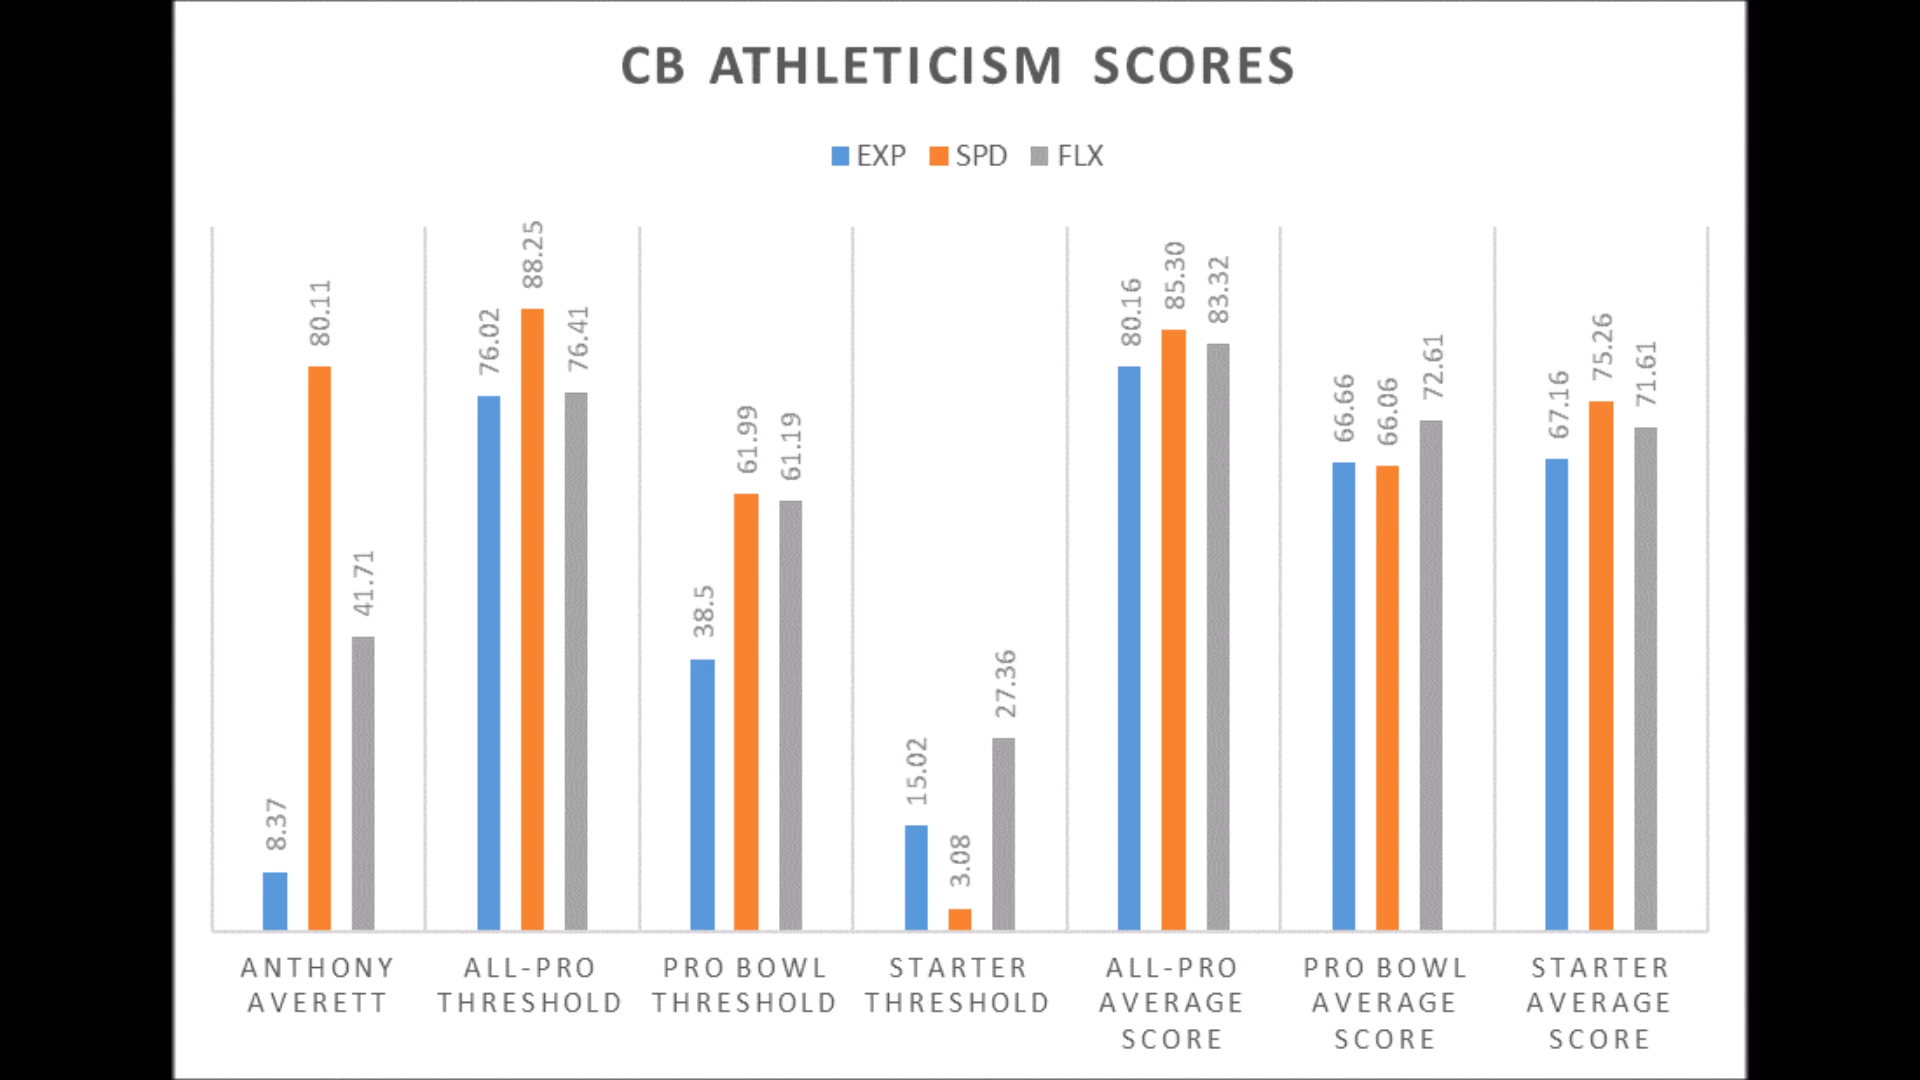 CB ATHLETICISM SCORES
EXP SPD FLX
8.37
80.11
41.71
76.02
88.25
76.41
38.5
61.99
61.19
15.02
3.08
27.36
80.16
85.30
83.32
66.66
66.06
72.61
67.16
75.26
71.61
ANTHONY
AVERETT
ALL-PRO
THRESHOLD
PRO BOWL
THRESHOLD
STARTER
THRESHOLD
ALL-PRO
AVERAGE
SCORE
PRO BOWL
AVERAGE
SCORE
STARTER
AVERAGE
SCORE